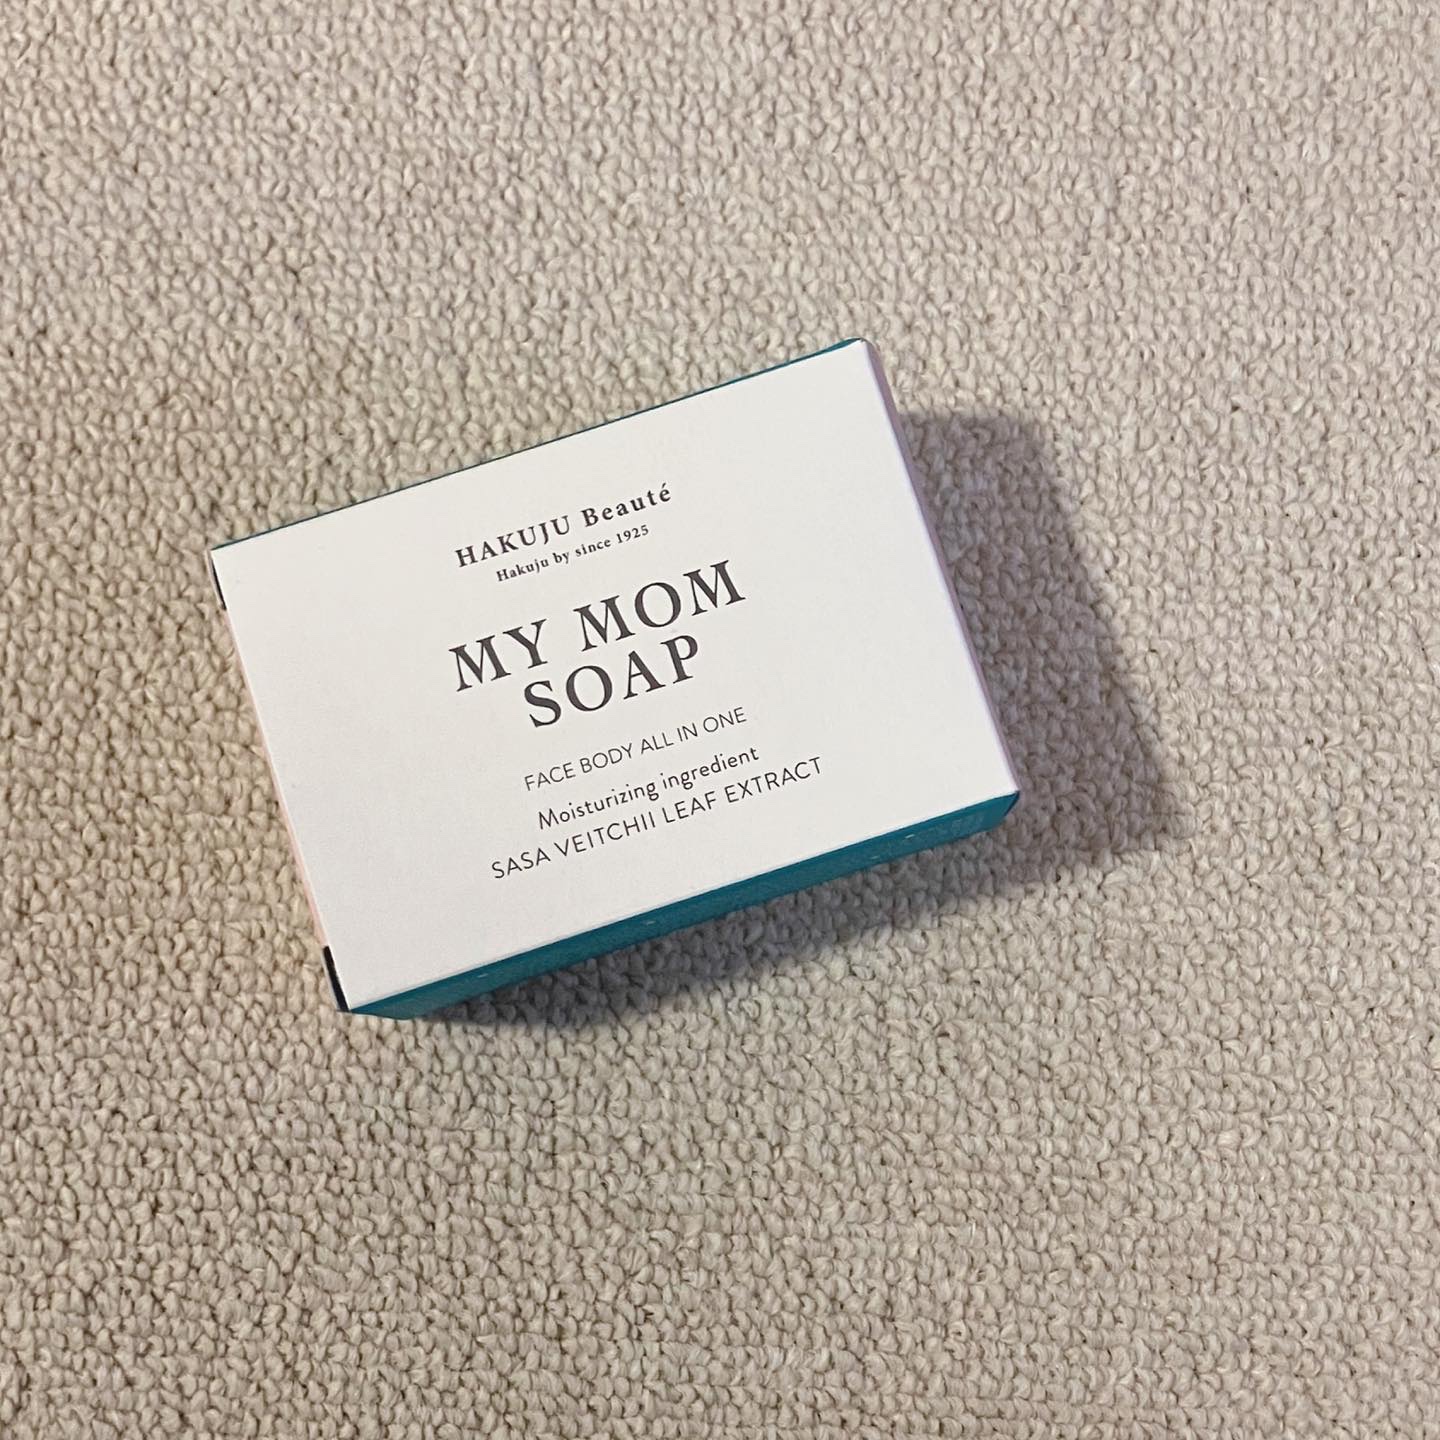 HAKUJU Beauté
Hakuju by since 1925
MY MOM
SOAP
FACE BODY ALL IN ONE
Moisturizing ingredient
SASA VEITCHII LEAF EXTRACT